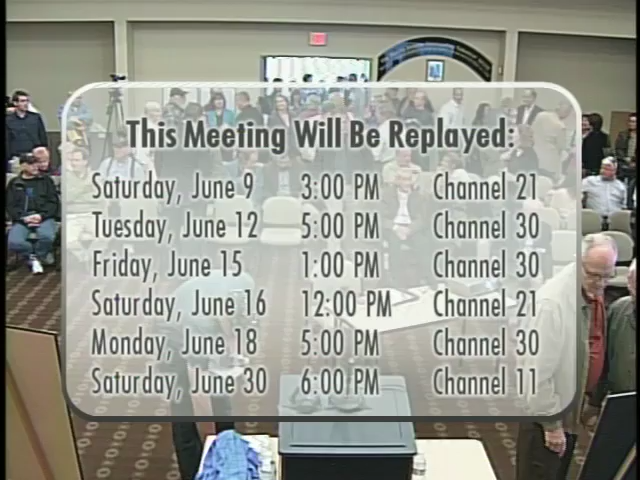 This Meeting Will Be Replayed:
Saturday, June 9 3:00 PM Channel 21
Tuesday, June 12 5:00 PM Channel 30
Friday, June 15 1:00 PM Channel 30
Saturday, June 16 12:00 PM Channel 21
Monday, June 18 5:00 PM Channel 30
Saturday, June 30 6:00 PM Channel 11